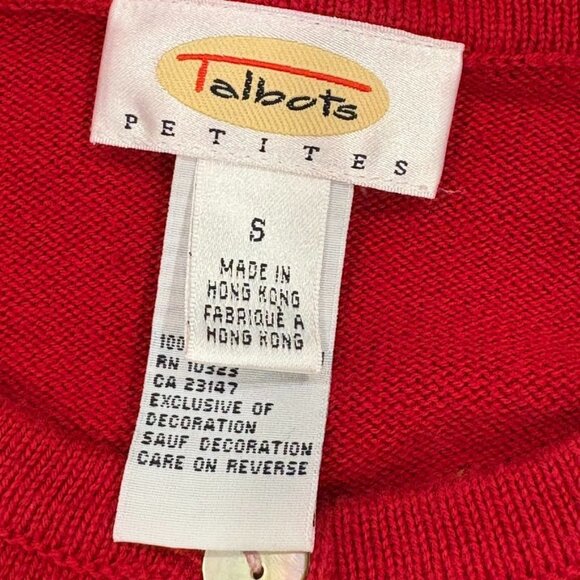 Talbots
PETITES
S
MADE IN
HONG KONG
FABRIQUÈ A
HONG KONG
100
RN 10323
CA 23147
EXCLUSIVE OF
DECORATION
SAUF DECORATION
CARE ON REVERSE